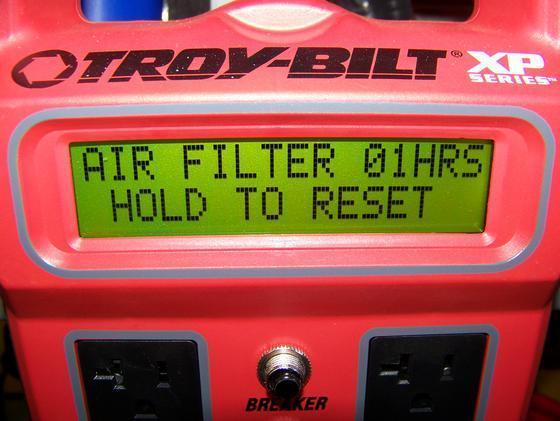 TROY-BILT® XP
SERIES™
AIR FILTER 01HRS
HOLD TO RESET
BREAKER